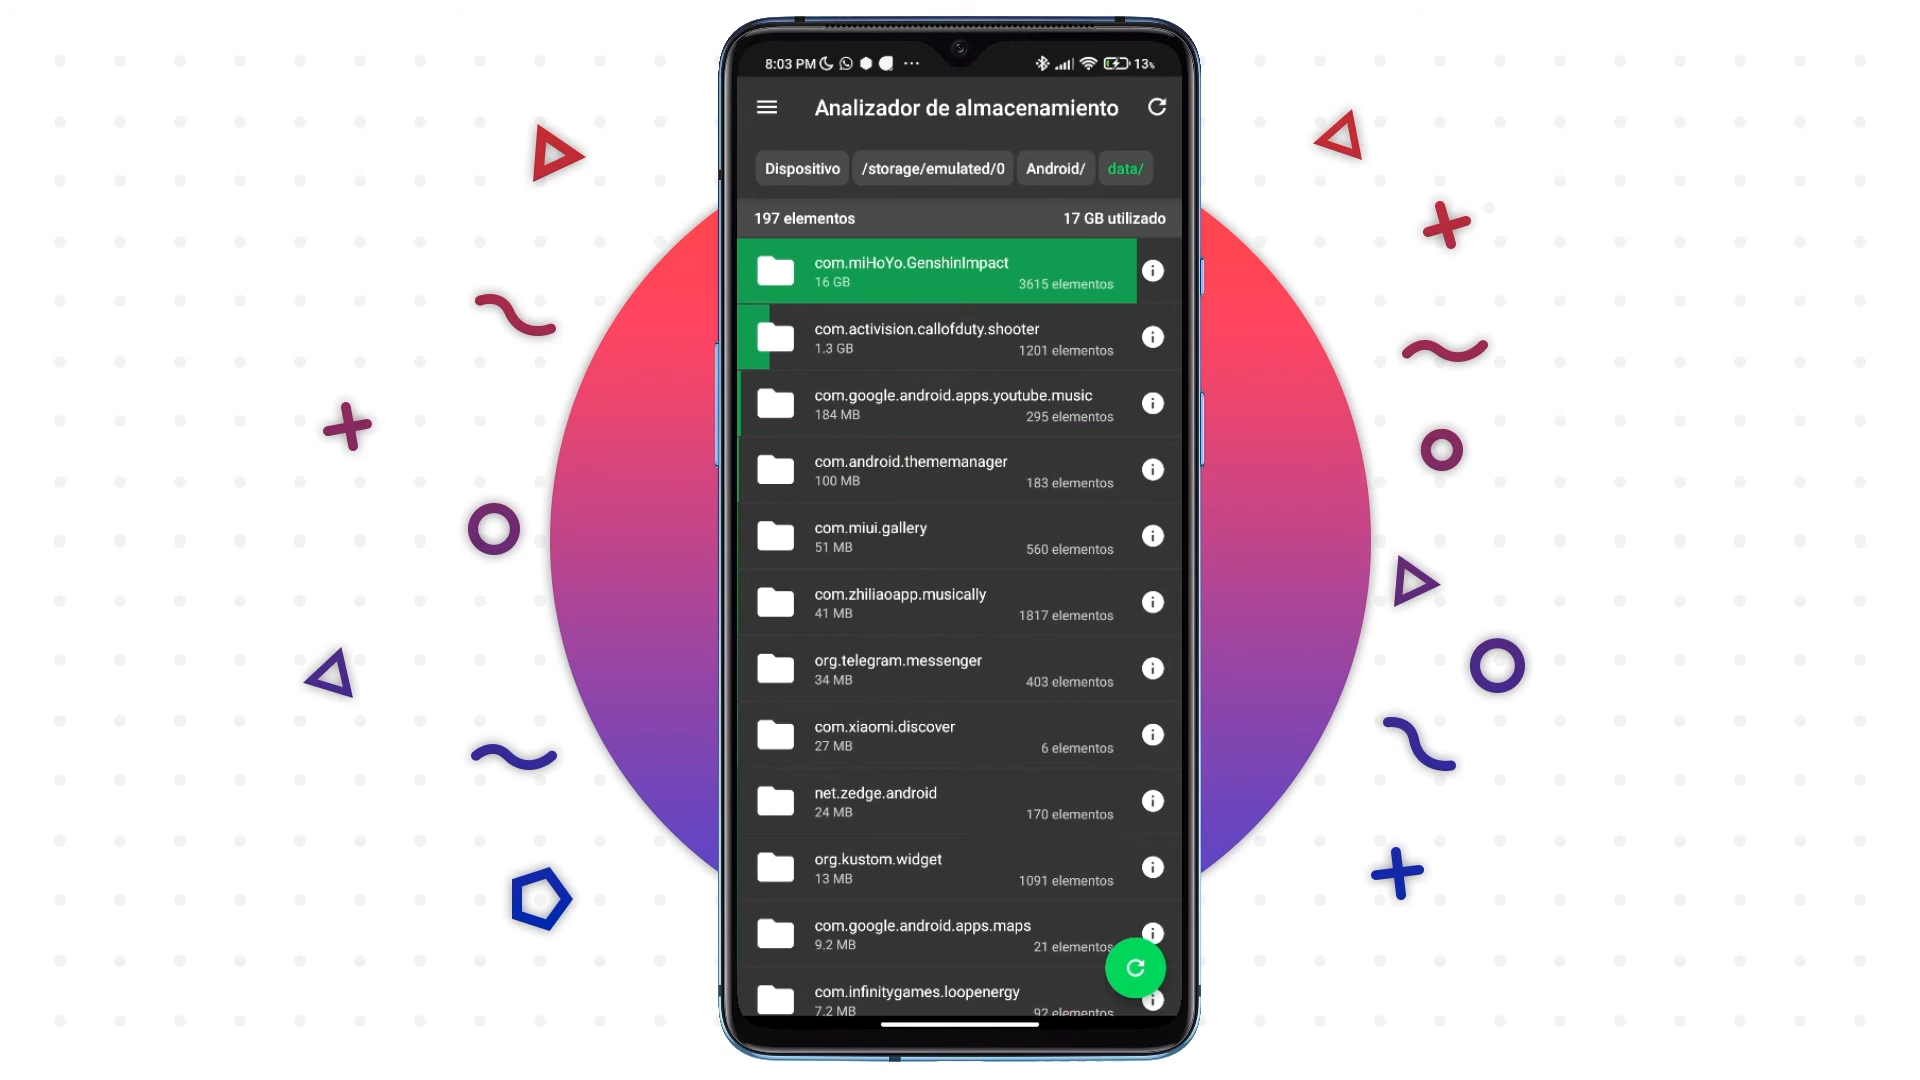 8:03 PM ... 13%
Analizador de almacenamiento
Dispositivo /storage/emulated/0 Android/ data/
197 elementos 17 GB utilizado
com.miHoYo.GenshinImpact
16 GB 3615 elementos
com.activision.callofduty.shooter
1.3 GB 1201 elementos
com.google.android.apps.youtube.music
184 MB 295 elementos
com.android.thememanager
100 MB 183 elementos
com.miui.gallery
51 MB 560 elementos
com.zhiliaoapp.musically
41 MB 1817 elementos
org.telegram.messenger
34 MB 403 elementos
com.xiaomi.discover
27 MB 6 elementos
net.zedge.android
24 MB 170 elementos
org.kustom.widget
13 MB 1091 elementos
com.google.android.apps.maps
9.2 MB 21 elementos
com.infinitygames.loopenergy
7.2 MB 92 elementos